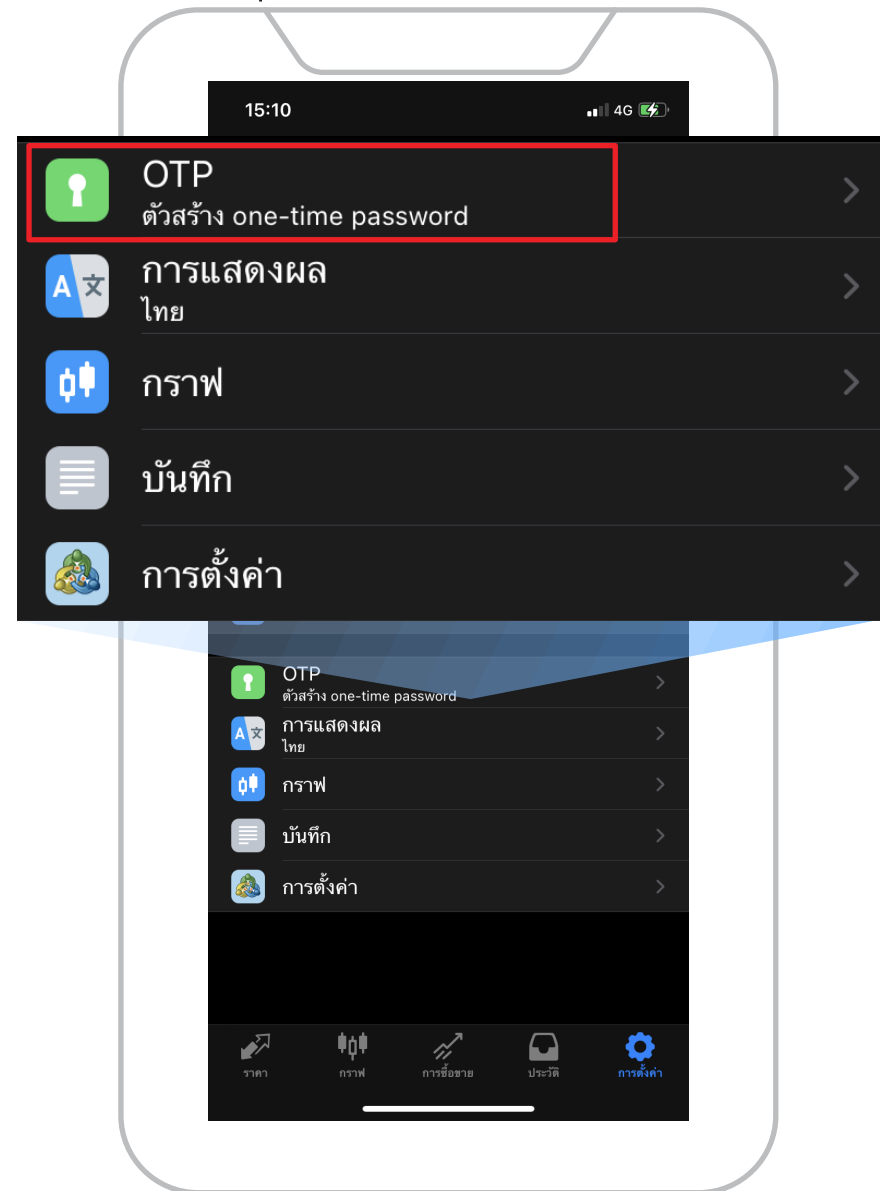 15:10 4G
OTP
ตัวสร้าง one-time password
การแสดงผล
ไทย
กราฟ
บันทึก
การตั้งค่า
OTP
ตัวสร้าง one-time password
การแสดงผล
ไทย
กราฟ
บันทึก
การตั้งค่า
ราคา กราฟ การซื้อขาย ประวัติ การตั้งค่า